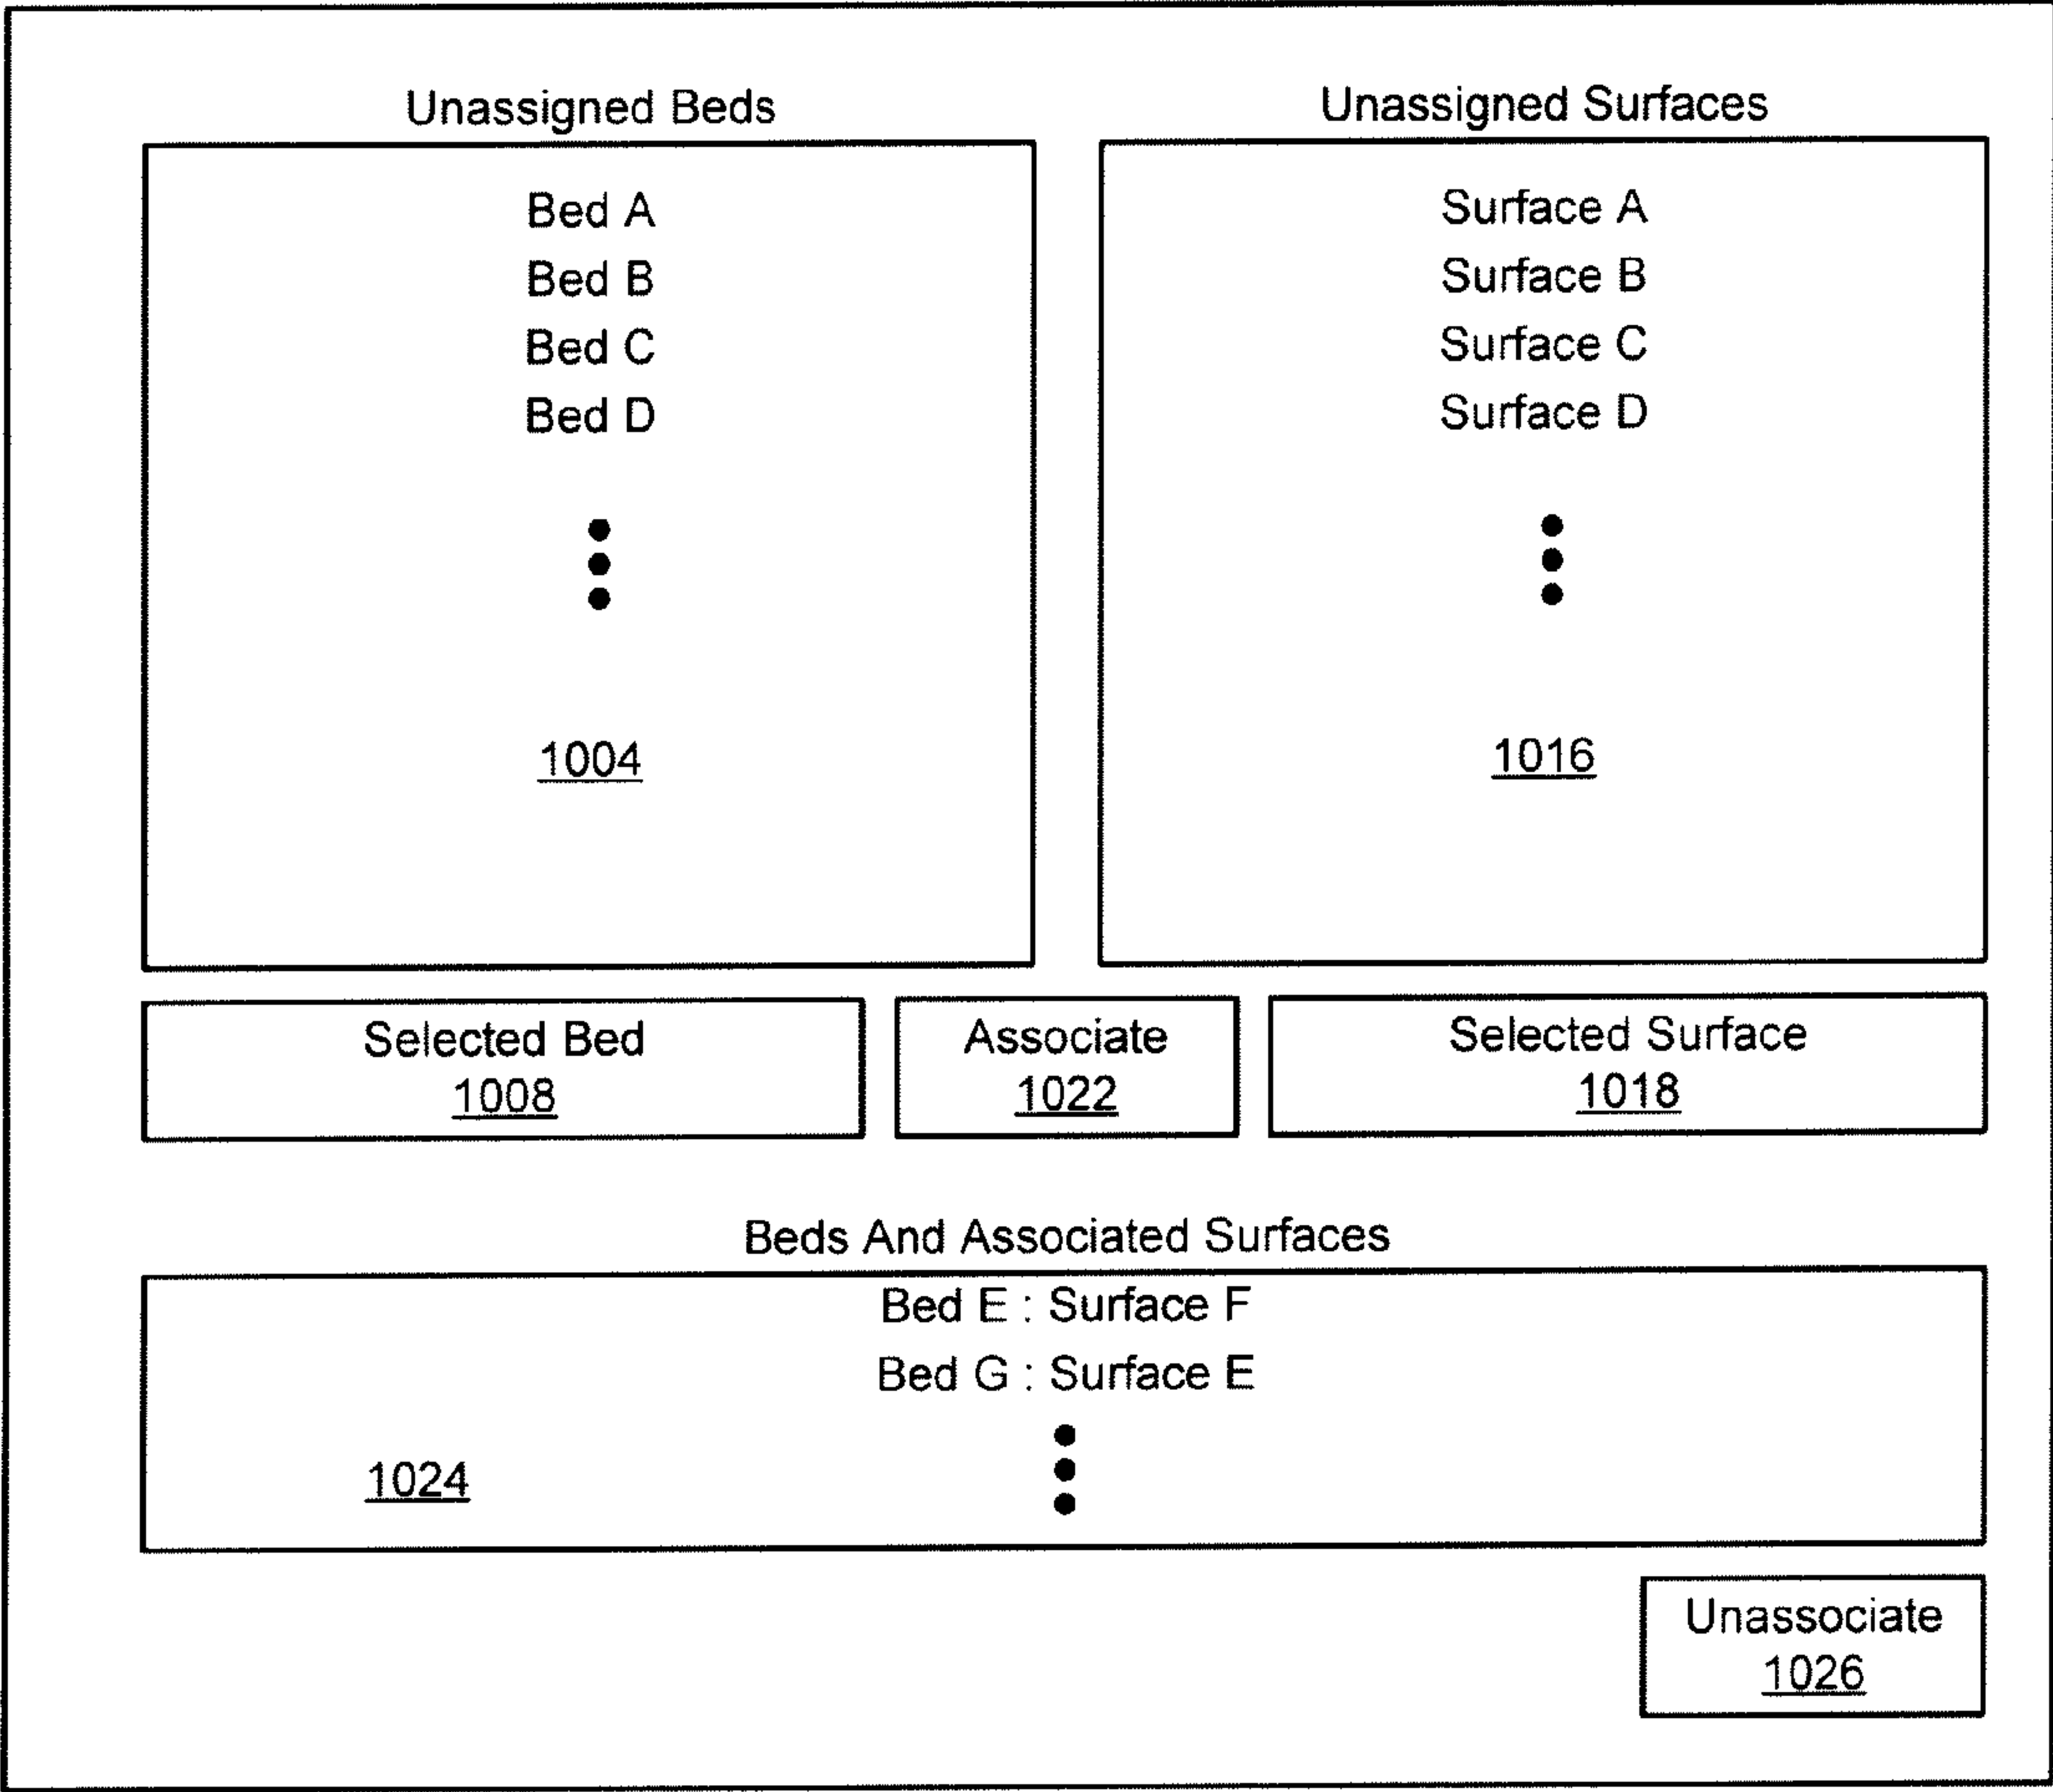 Unassigned Beds
Bed A
Bed B
Bed C
Bed D
1004
Unassigned Surfaces
Surface A
Surface B
Surface C
Surface D
1016
Selected Bed
1008
Associate
1022
Selected Surface
1018
Beds And Associated Surfaces
Bed E : Surface F
Bed G : Surface E
1024
Unassociate
1026